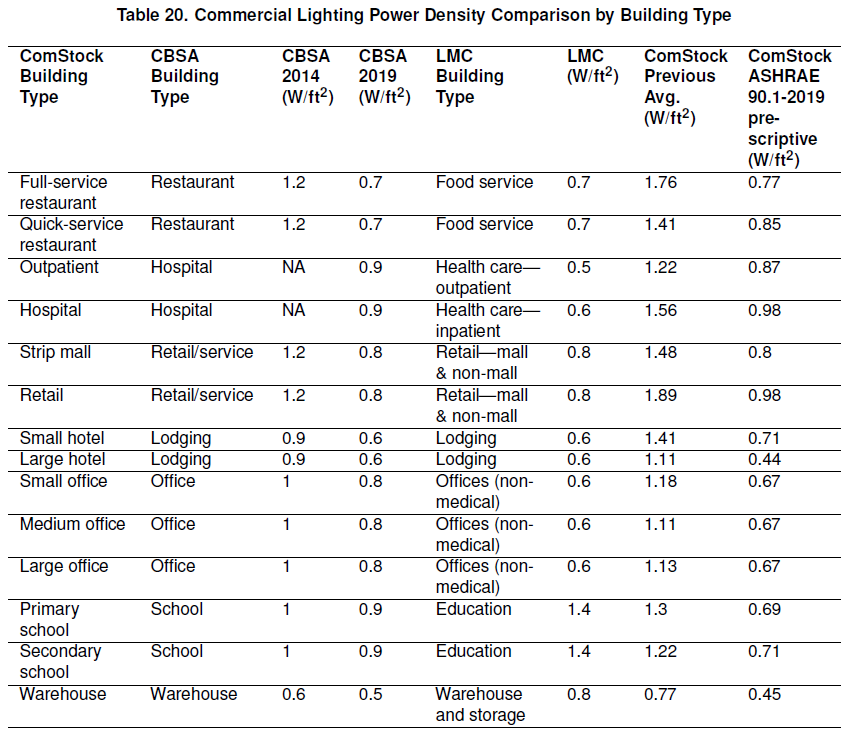 Table 20. Commercial Lighting Power Density Comparison by Building Type
ComStock CBSA CBSA CBSA LMC LMC ComStock ComStock
Building Building 2014 2019 Building (W/ft2) Previous ASHRAE
Type Type (W/ft2) (W/ft2) Type Avg. 90.1-2019
(W/ft2) pre-
scriptive
(W/ft2)
Full-service Restaurant 1.2 0.7 Food service 0.7 1.76 0.77
restaurant
Quick-service Restaurant 1.2 0.7 Food service 0.7 1.41 0.85
restaurant
Outpatient Hospital NA 0.9 Health care— 0.5 1.22 0.87
outpatient
Hospital Hospital NA 0.9 Health care— 0.6 1.56 0.98
inpatient
Strip mall Retail/service 1.2 0.8 Retail—mall 0.8 1.48 0.8
& non-mall
Retail Retail/service 1.2 0.8 Retail—mall 0.8 1.89 0.98
& non-mall
Small hotel Lodging 0.9 0.6 Lodging 0.6 1.41 0.71
Large hotel Lodging 0.9 0.6 Lodging 0.6 1.11 0.44
Small office Office 1 0.8 Offices (non- 0.6 1.18 0.67
medical)
Medium office Office 1 0.8 Offices (non- 0.6 1.11 0.67
medical)
Large office Office 1 0.8 Offices (non- 0.6 1.13 0.67
medical)
Primary School 1 0.9 Education 1.4 1.3 0.69
school
Secondary School 1 0.9 Education 1.4 1.22 0.71
school
Warehouse Warehouse 0.6 0.5 Warehouse 0.8 0.77 0.45
and storage